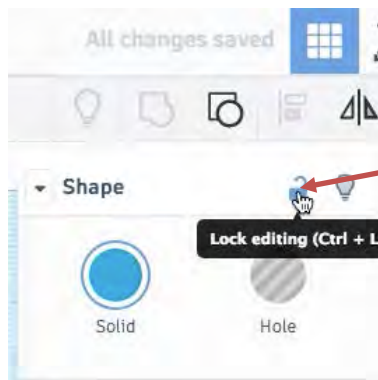 All changes saved
Shape
Lock editing (Ctrl + L
Solid
Hole